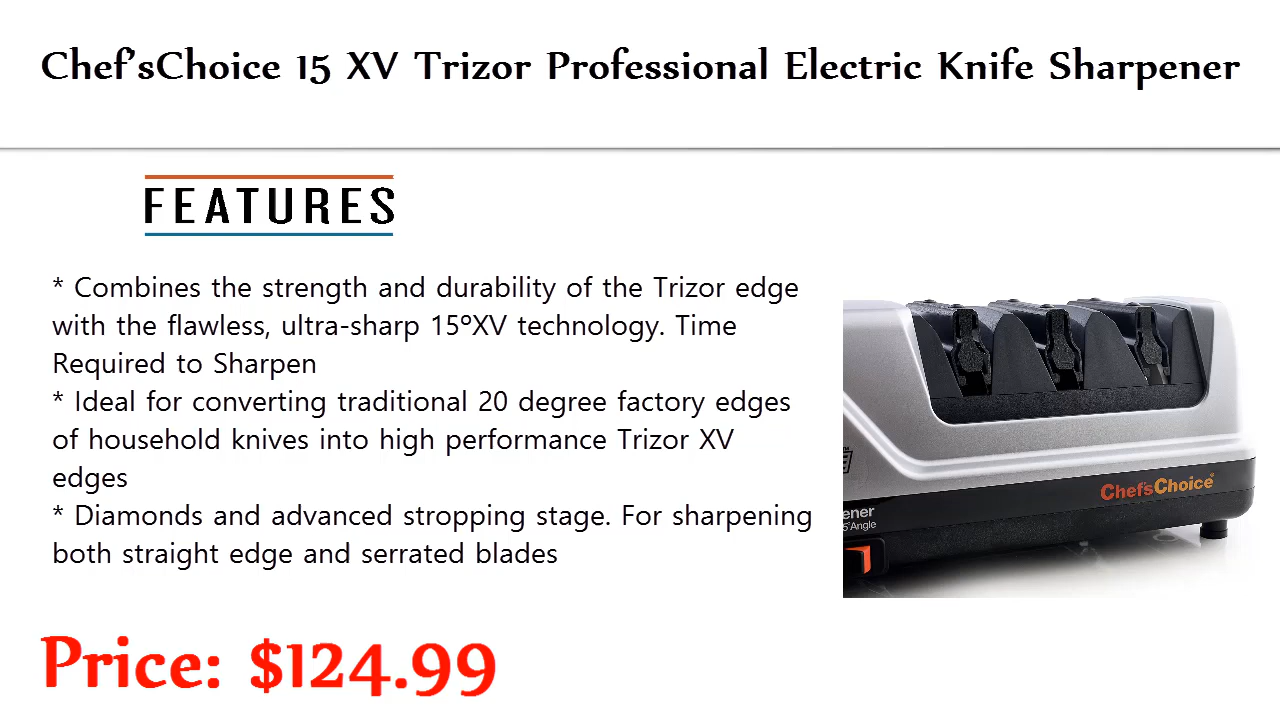 Chef'sChoice 15 XV Trizor Professional Electric Knife Sharpener
FEATURES
* Combines the strength and durability of the Trizor edge
with the flawless, ultra-sharp 15ºXV technology. Time
Required to Sharpen
* Ideal for converting traditional 20 degree factory edges
of household knives into high performance Trizor XV
edges
* Diamonds and advanced stropping stage. For sharpening
both straight edge and serrated blades
Chef'sChoice
ener
5°Angle
Price: $124.99